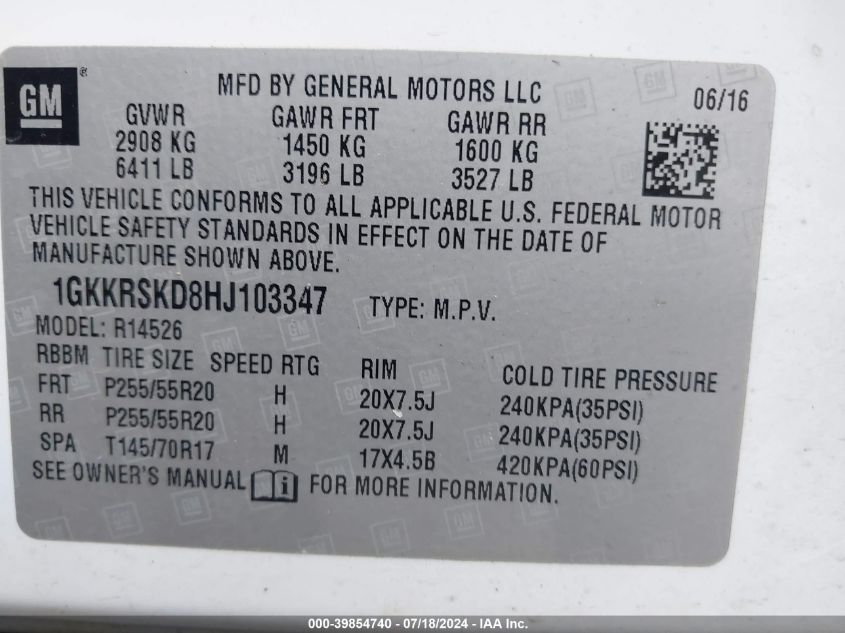 GM ® MFD BY GENERAL MOTORS LLC 06/16
GVWR GAWR FRT GAWR RR
2908 KG 1450 KG 1600 KG
6411 LB 3196 LB 3527 LB
THIS VEHICLE CONFORMS TO ALL APPLICABLE U.S. FEDERAL MOTOR
VEHICLE SAFETY STANDARDS IN EFFECT ON THE DATE OF
MANUFACTURE SHOWN ABOVE.
1GKKRSKD8HJ103347 TYPE: M.P.V.
MODEL: R14526
RBBM TIRE SIZE SPEED RTG RIM COLD TIRE PRESSURE
FRT P255/55R20 H 20X7.5J 240KPA(35PSI)
RR P255/55R20 H 20X7.5J 240KPA(35PSI)
SPA T145/70R17 M 17X4.5B 420KPA(60PSI)
SEE OWNER'S MANUAL i FOR MORE INFORMATION.
000-39854740 - 07/18/2024 - IAA Inc.